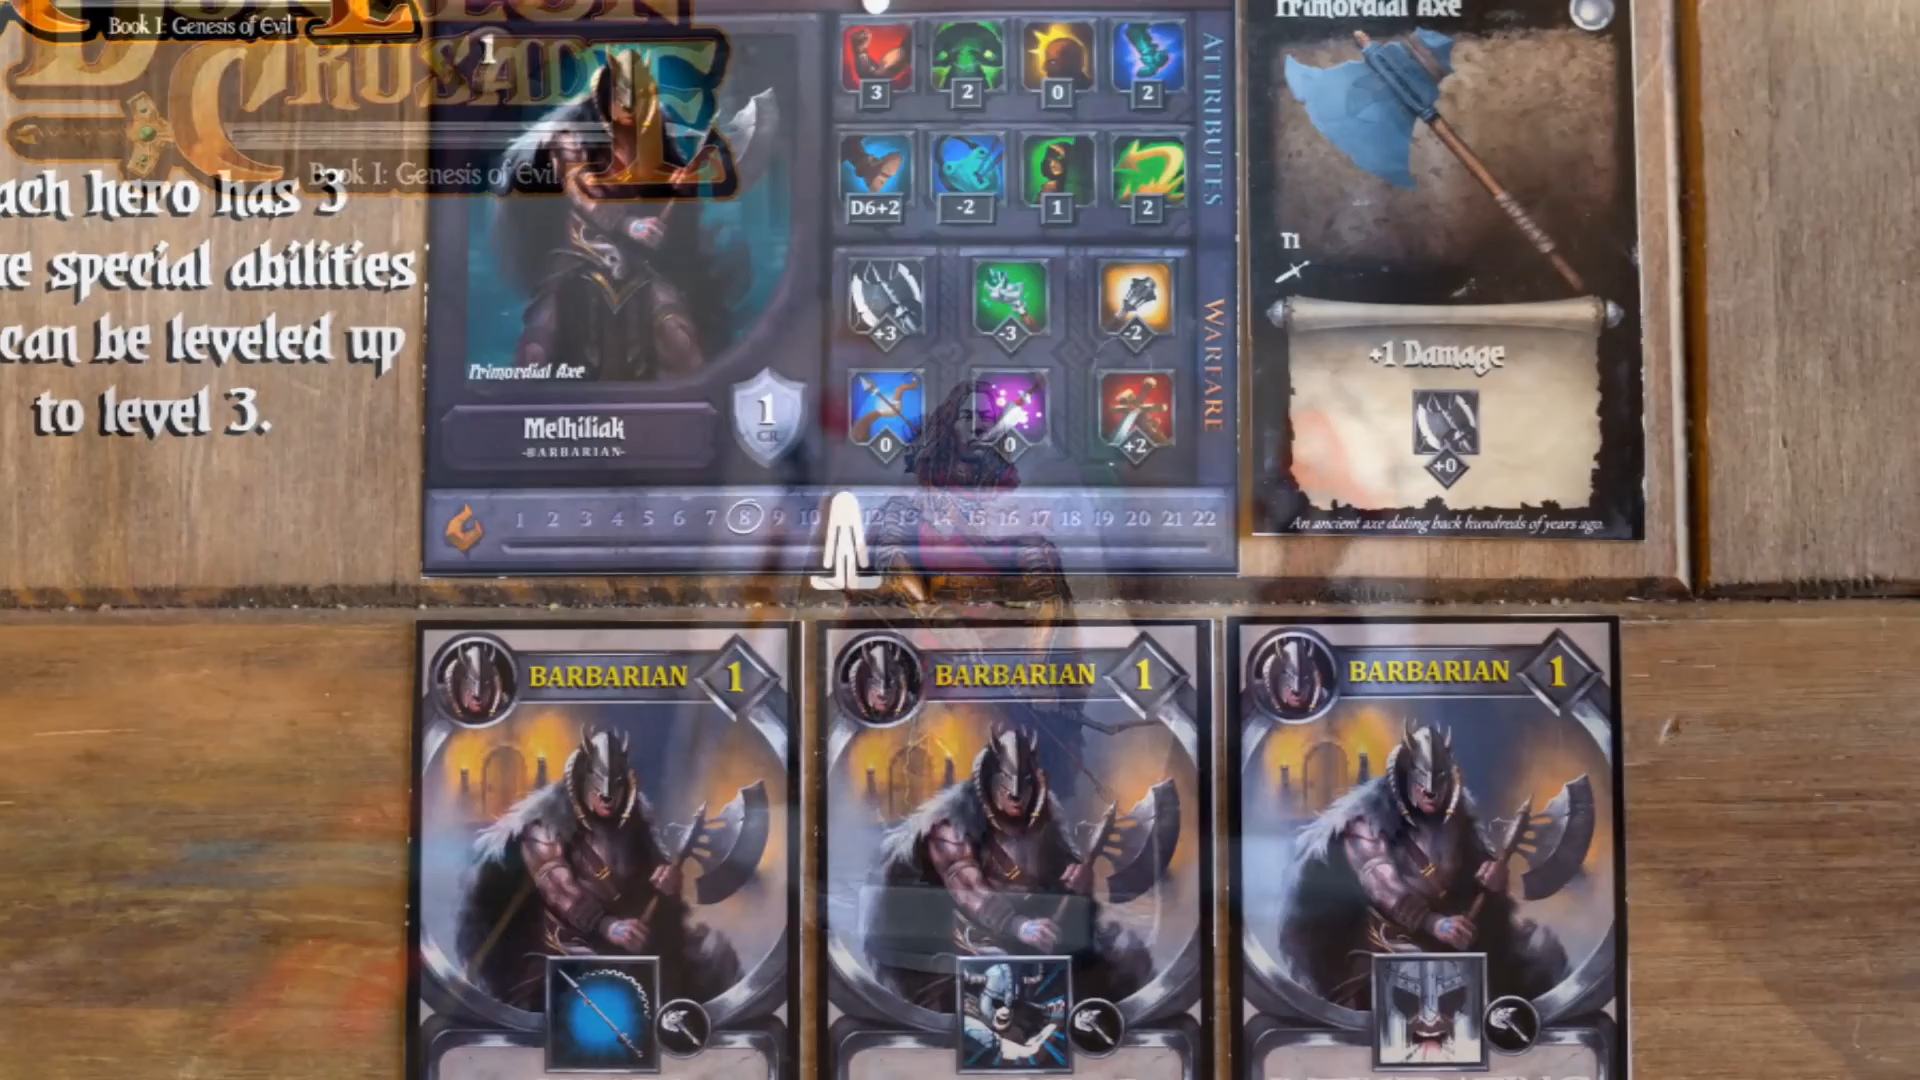 Book I: Genesis of Evil
CRUSADE
Book I: Genesis of Evil
ach hero has 3
special abilities
can be leveled up
to level 3.
1
Primordial Axe
Melhiliak
-BARBARIAN-
1
CR
3 2 0 2
D6+2 -2 1 2
ATTRIBUTES
+3 -3 -2
0 0 +2
WARFARE
1 2 3 4 5 6 7 8 9 10 12 13 14 15 16 17 18 19 20 21 22
Primordial Axe
T1
+1 Damage
+0
An ancient axe dating back hundreds of years ago.
BARBARIAN 1
BARBARIAN 1
BARBARIAN 1